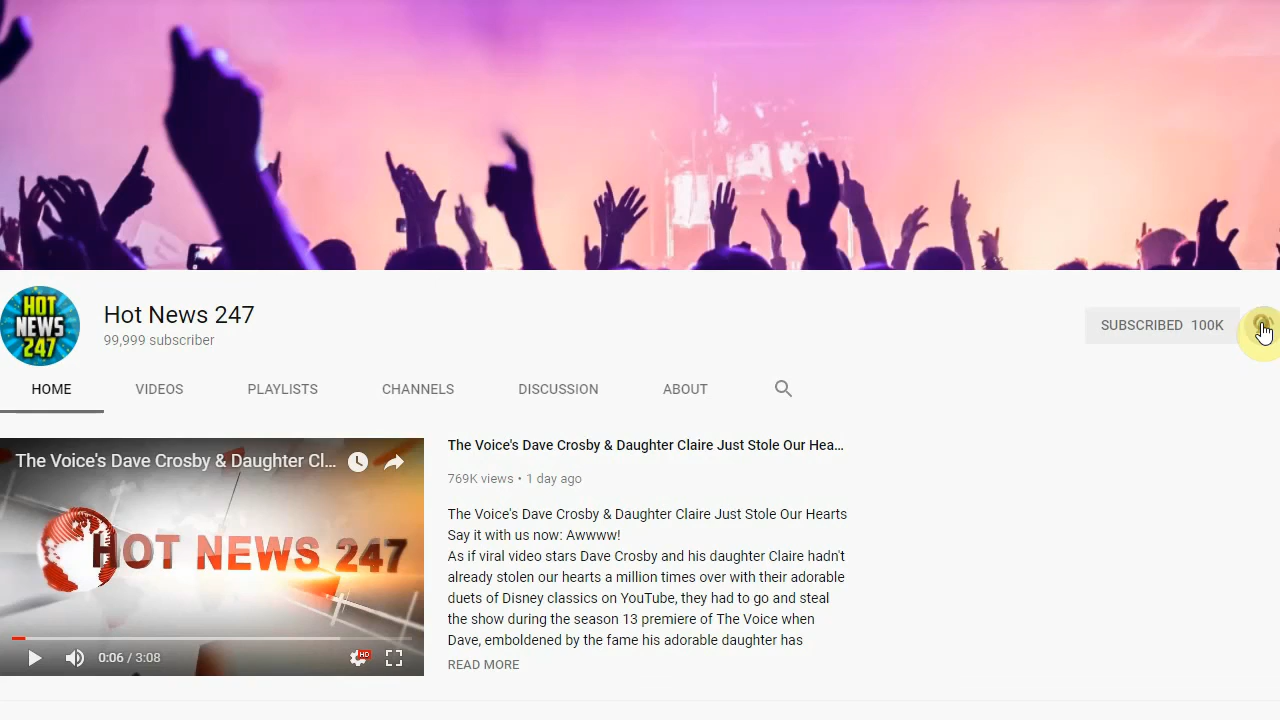 HOT
NEWS
247
Hot News 247
99,999 subscriber
SUBSCRIBED 100K
HOME VIDEOS PLAYLISTS CHANNELS DISCUSSION ABOUT
The Voice's Dave Crosby & Daughter Cl...
HOT NEWS 247
0:06 / 3:08
HD
The Voice's Dave Crosby & Daughter Claire Just Stole Our Hea...
769K views • 1 day ago
The Voice's Dave Crosby & Daughter Claire Just Stole Our Hearts
Say it with us now: Awwww!
As if viral video stars Dave Crosby and his daughter Claire hadn't
already stolen our hearts a million times over with their adorable
duets of Disney classics on YouTube, they had to go and steal
the show during the season 13 premiere of The Voice when
Dave, emboldened by the fame his adorable daughter has
READ MORE